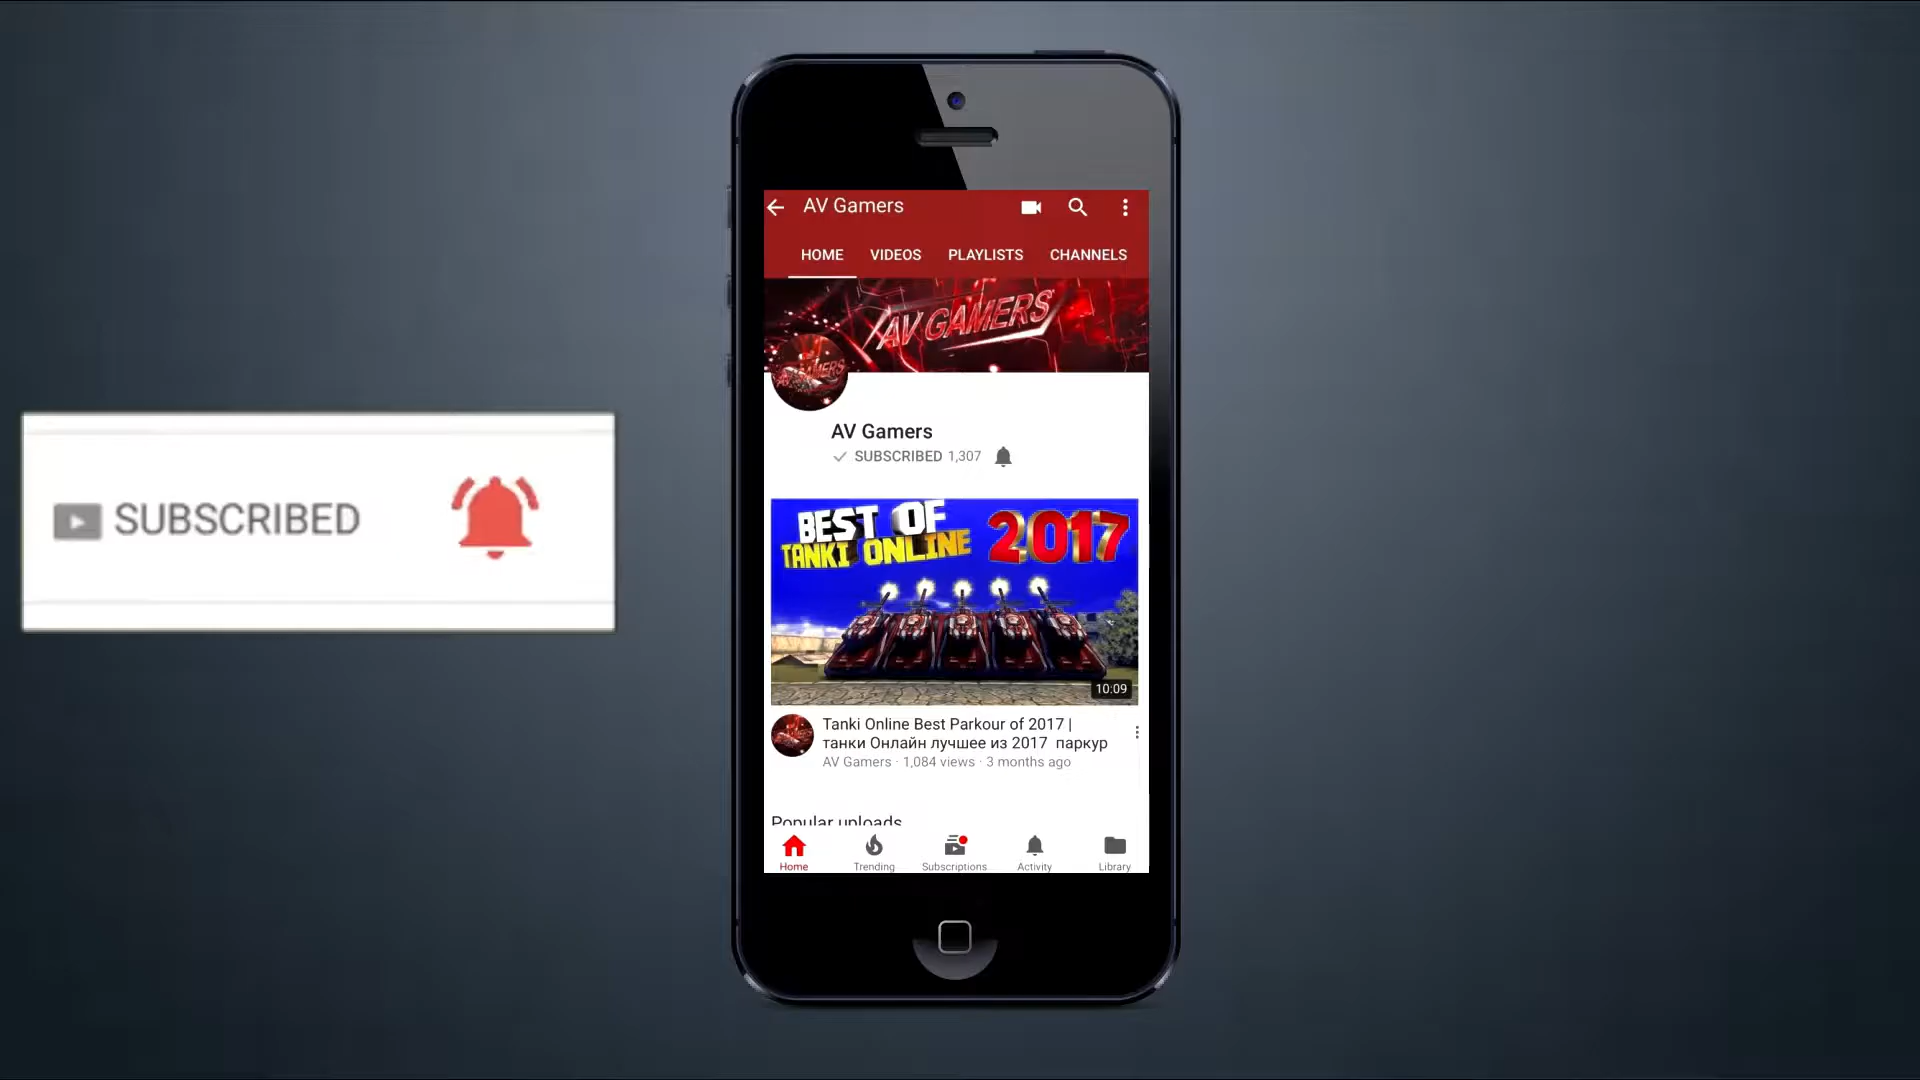 AV Gamers
HOME VIDEOS PLAYLISTS CHANNELS
AV GAMERS
AV Gamers
SUBSCRIBED 1,307
SUBSCRIBED
BEST OF
TANKI ONLINE
2017
10:09
Tanki Online Best Parkour of 2017 |
танки Онлайн лучшее из 2017 паркур
AV Gamers · 1,084 views · 3 months ago
Popular uploads
Home Trending Subscriptions Activity Library